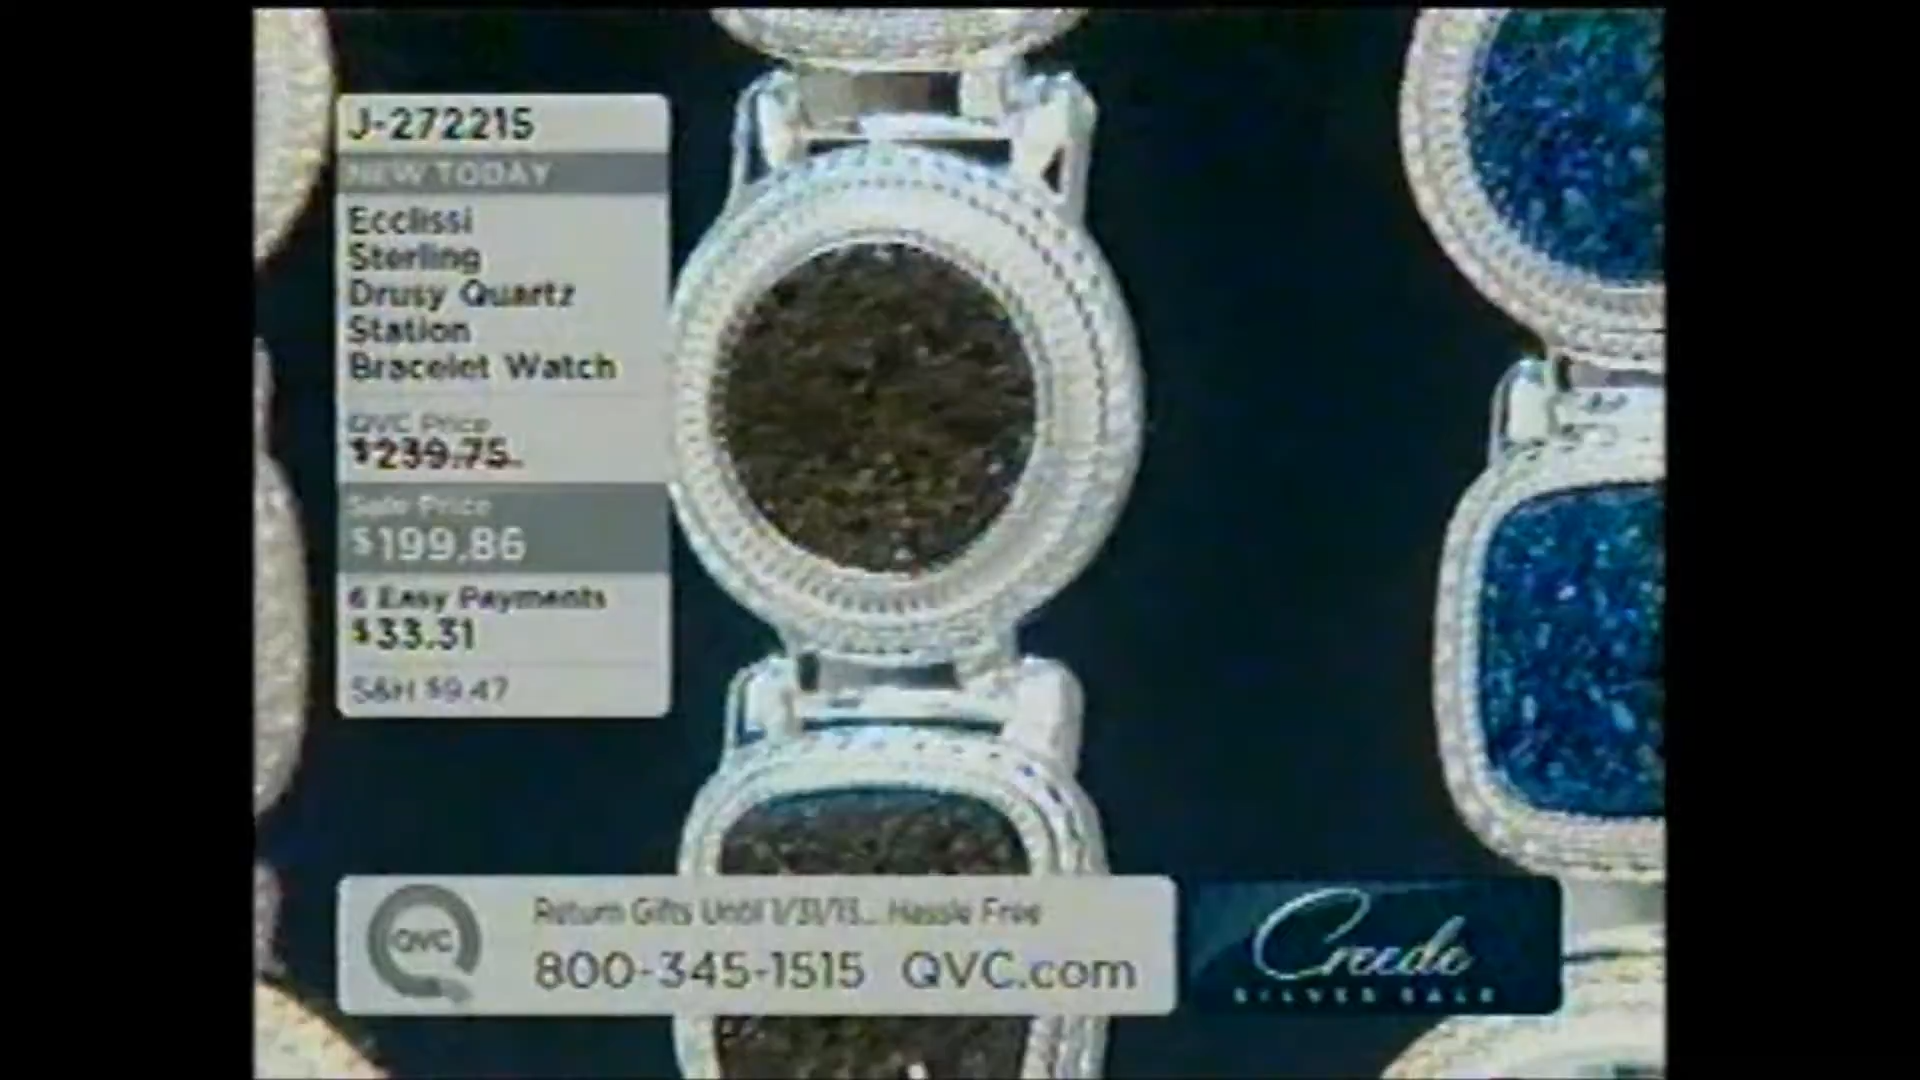 J-272215
NEW TODAY
Ecclissi
Sterling
Drusy Quartz
Station
Bracelet Watch
QVC Price
$239.75
Sale Price
$199.86
6 Easy Payments
$33.31
S&H $9.47
QVC
Return Gifts Until 1/31/13... Hassle Free
800-345-1515 QVC.com
Creede
SILVER SALE